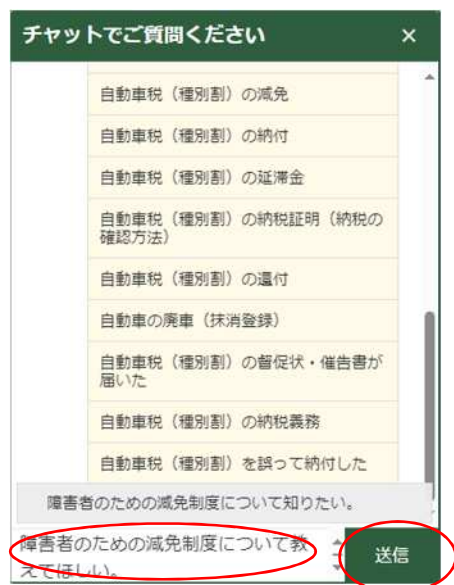 チャットでご質問ください ×
自動車税（種別割）の減免
自動車税（種別割）の納付
自動車税（種別割）の延滞金
自動車税（種別割）の納税証明（納税の
確認方法）
自動車税（種別割）の還付
自動車の廃車（抹消登録）
自動車税（種別割）の督促状・催告書が
届いた
自動車税（種別割）の納税義務
自動車税（種別割）を誤って納付した
障害者のための減免制度について知りたい。
障害者のための減免制度について教
えてほしい。
送信